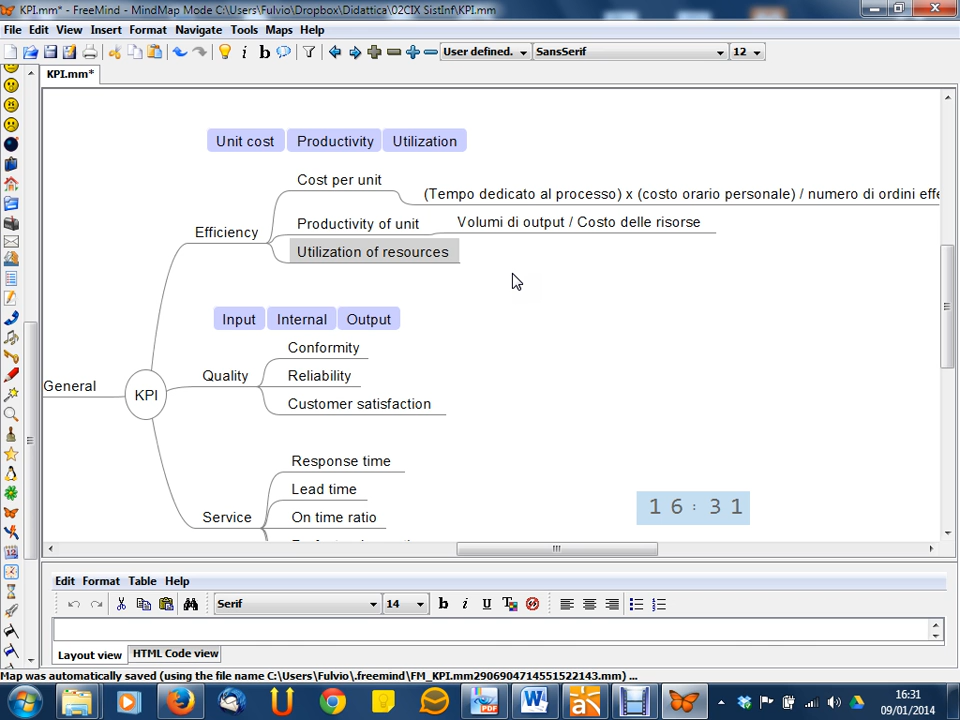 KPI.mm* - FreeMind - MindMap Mode C:\Users\Fulvio\Dropbox\Didattica\02CIX SistInf\KPI.mm
File Edit View Insert Format Navigate Tools Maps Help
User defined. SansSerif 12
KPI.mm*
Unit cost Productivity Utilization
Cost per unit
(Tempo dedicato al processo) x (costo orario personale) / numero di ordini effe
Productivity of unit
Volumi di output / Costo delle risorse
Efficiency
Utilization of resources
Input Internal Output
Conformity
Quality
Reliability
General
KPI
Customer satisfaction
Response time
Lead time
Service
On time ratio
16:31
Edit Format Table Help
Serif 14
Layout view HTML Code view
Map was automatically saved (using the file name C:\Users\Fulvio\.freemind\FM_KPI.mm2906904714551522143.mm) ...
16:31
09/01/2014